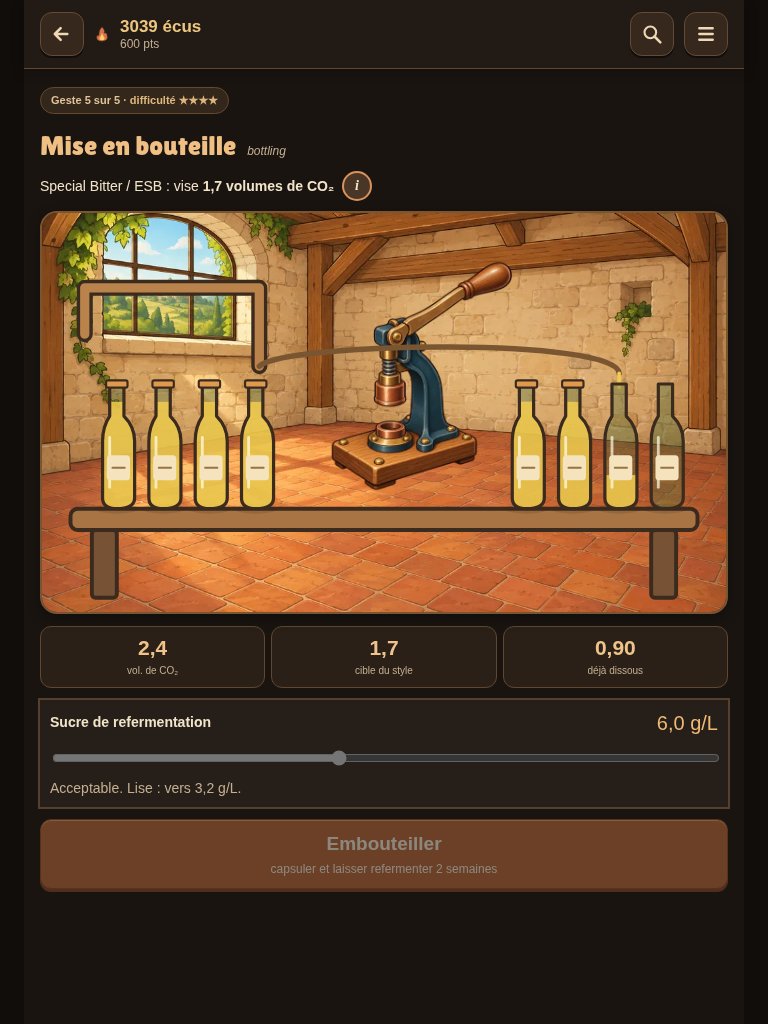 3039 écus
600 pts
Geste 5 sur 5 · difficulté ★★★★
Mise en bouteille bottling
Special Bitter / ESB : vise 1,7 volumes de CO₂ i
2,4
vol. de CO₂
1,7
cible du style
0,90
déjà dissous
Sucre de refermentation 6,0 g/L
Acceptable. Lise : vers 3,2 g/L.
Embouteiller
capsuler et laisser refermenter 2 semaines